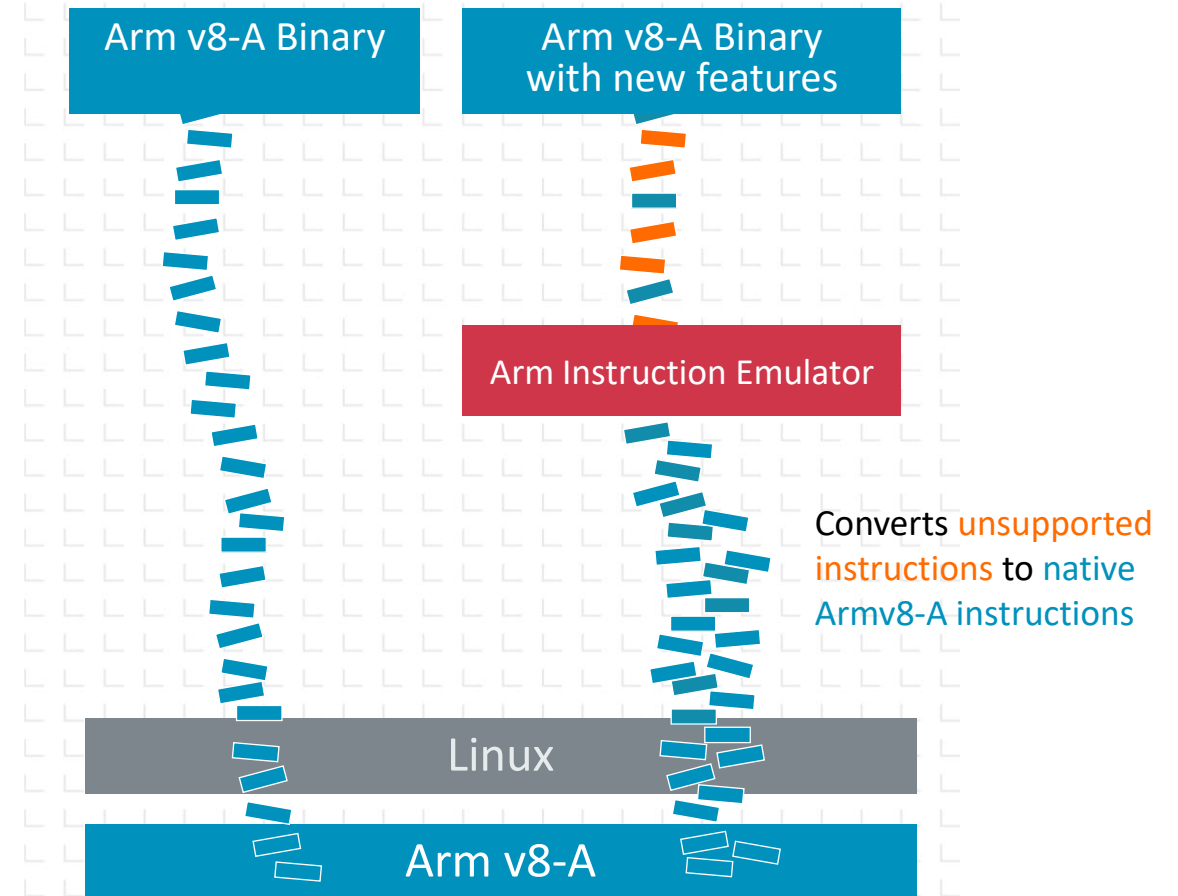 Arm v8-A Binary
Arm v8-A Binary
with new features
Arm Instruction Emulator
Converts unsupported
instructions to native
Armv8-A instructions
Linux
Arm v8-A